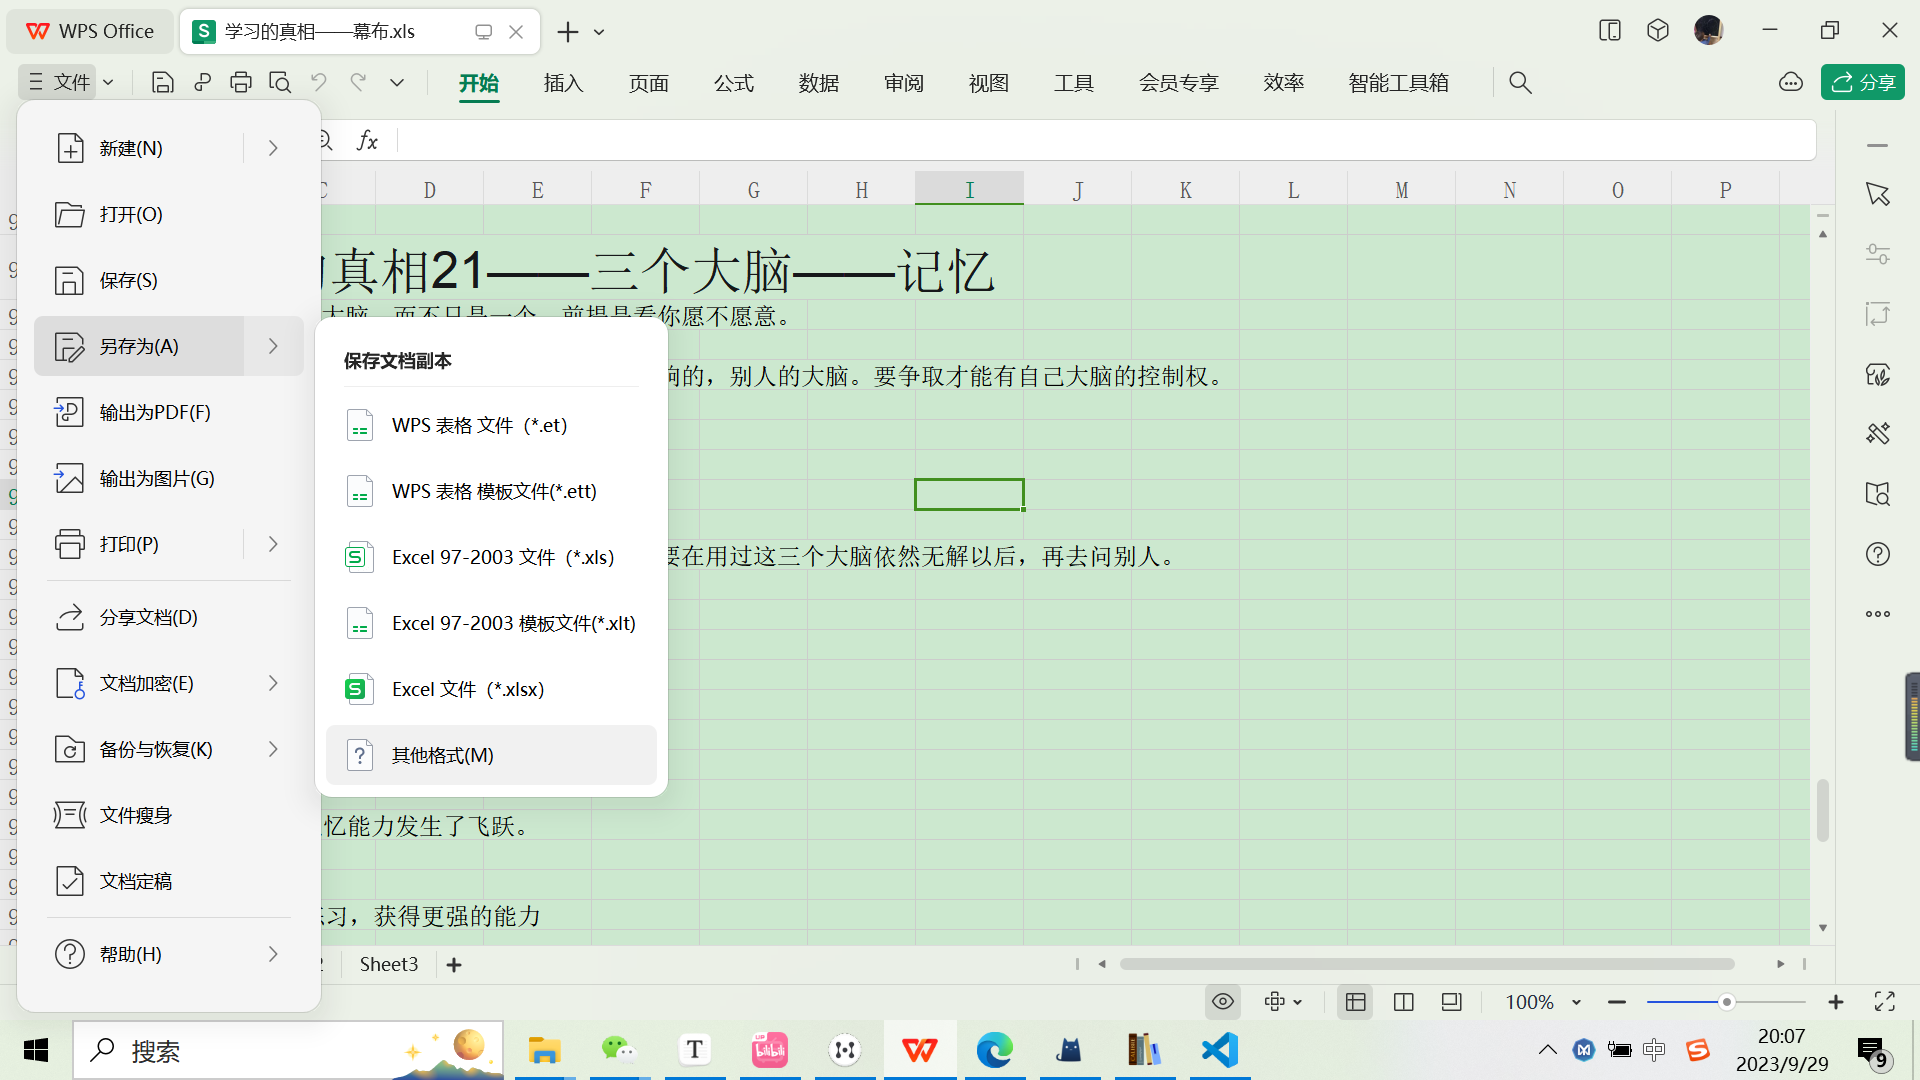 WPS Office
学习的真相——幕布.xls
文件
开始
插入
页面
公式
数据
审阅
视图
工具
会员专享
效率
智能工具箱
分享
新建(N)
打开(O)
保存(S)
另存为(A)
输出为PDF(F)
输出为图片(G)
打印(P)
分享文档(D)
文档加密(E)
备份与恢复(K)
文件瘦身
文档定稿
帮助(H)
保存文档副本
WPS 表格 文件（*.et）
WPS 表格 模板文件(*.ett)
Excel 97-2003 文件（*.xls）
Excel 97-2003 模板文件(*.xlt)
Excel 文件（*.xlsx）
其他格式(M)
fx
D E F G H I J K L M N O P
真相21——三个大脑——记忆
大脑，而不只是一个，前提是看你愿不愿意。
响的，别人的大脑。要争取才能有自己大脑的控制权。
要在用过这三个大脑依然无解以后，再去问别人。
忆能力发生了飞跃。
习，获得更强的能力
Sheet3
100%
搜索
中
20:07
2023/9/29
9